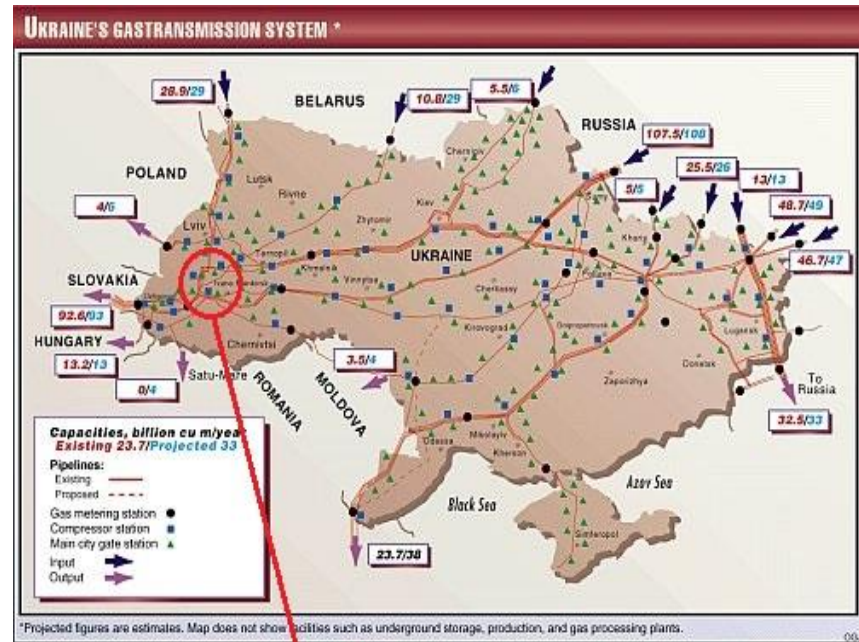 UKRAINE'S GASTRANSMISSION SYSTEM *
28.9/29
BELARUS
10.8/29
5.5/6
RUSSIA
107.5/108
25.5/26
13/13
5/5
48.7/49
46.7/47
POLAND
Lutsk
Rivne
Chernigiv
Sumy
4/6
Lviv
Zhytomir
Kiev
Kharkiv
Ternopil
UKRAINE
Khmelnik
Vinnytsa
Cherkassy
Poltava
SLOVAKIA
92.6/93
Kirovograd
Lugansk
HUNGARY
Chernivtsi
Donetsk
13.2/13
3.5/4
Zaporizhya
0/4
Satu-Mare
ROMANIA
MOLDOVA
To
Russia
32.5/33
Odessa
Mikolayiv
Kherson
Azov Sea
Black Sea
Simferopol
23.7/38
Capacities, billion cu m/year
Existing 23.7/Projected 33
Pipelines:
Existing
Proposed
Gas metering station
Compressor station
Main city gate station
Input
Output
*Projected figures are estimates. Map does not show facilities such as underground storage, production, and gas processing plants.